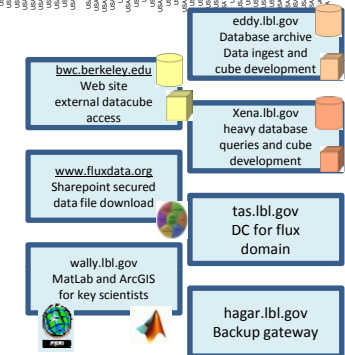 bwc.berkeley.edu
Web site
external datacube
access
www.fluxdata.org
Sharepoint secured
data file download
wally.lbl.gov
MatLab and ArcGIS
for key scientists
eddy.lbl.gov
Database archive
Data ingest and
cube development
Xena.lbl.gov
heavy database
queries and cube
development
tas.lbl.gov
DC for flux
domain
hagar.lbl.gov
Backup gateway